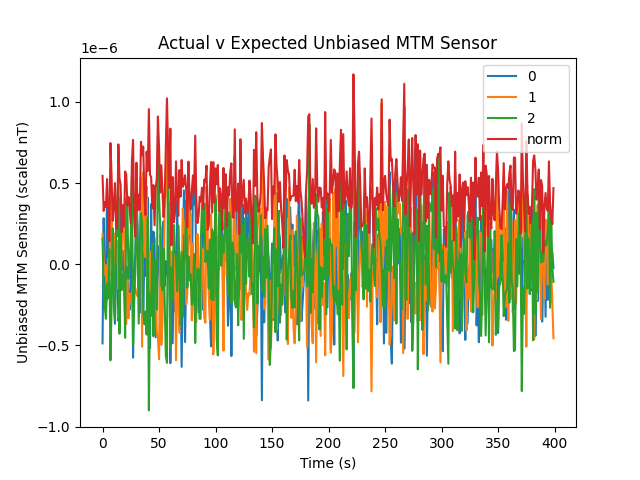 Actual v Expected Unbiased MTM Sensor
1e−6
Unbiased MTM Sensing (scaled nT)
1.0
0.5
0.0
−0.5
−1.0
0
1
2
norm
0 50 100 150 200 250 300 350 400
Time (s)